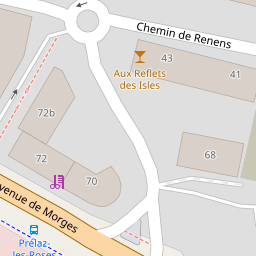 Chemin de Renens
43
Aux Reflets
des Isles
41
72b
68
72
70
venue de Morges
Prélaz-
les-Roses